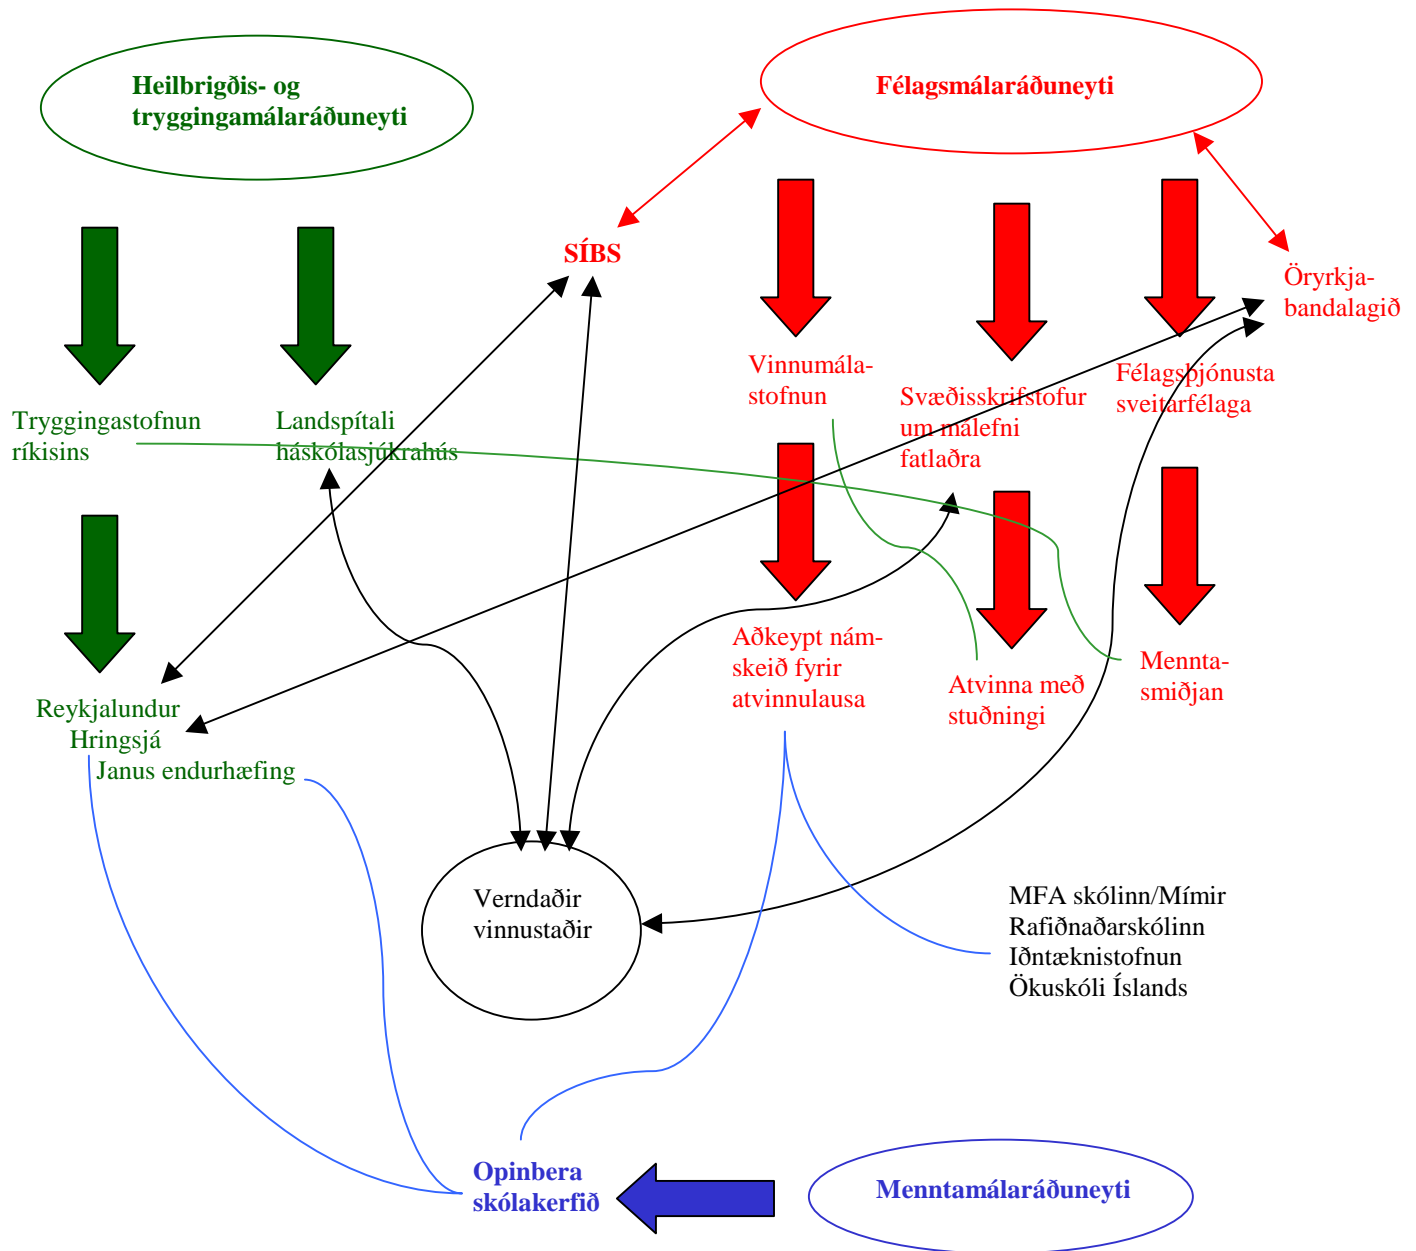 Heilbrigðis- og
tryggingamálaráðuneyti
Félagsmálaráðuneyti
SÍBS
Öryrkja-
bandalagið
Vinnumála-
stofnun
Svæðisskrifstofur
um málefni
fatlaðra
Félagsþjónusta
sveitarfélaga
Tryggingastofnun
ríkisins
Landspítali
háskólasjúkrahús
Aðkeypt nám-
skeið fyrir
atvinnulausa
Atvinna með
stuðningi
Mennta-
smiðjan
Reykjalundur
Hringsjá
Janus endurhæfing
Verndaðir
vinnustaðir
MFA skólinn/Mímir
Rafiðnaðarskólinn
Iðntæknistofnun
Ökuskóli Íslands
Opinbera
skólakerfið
Menntamálaráðuneyti